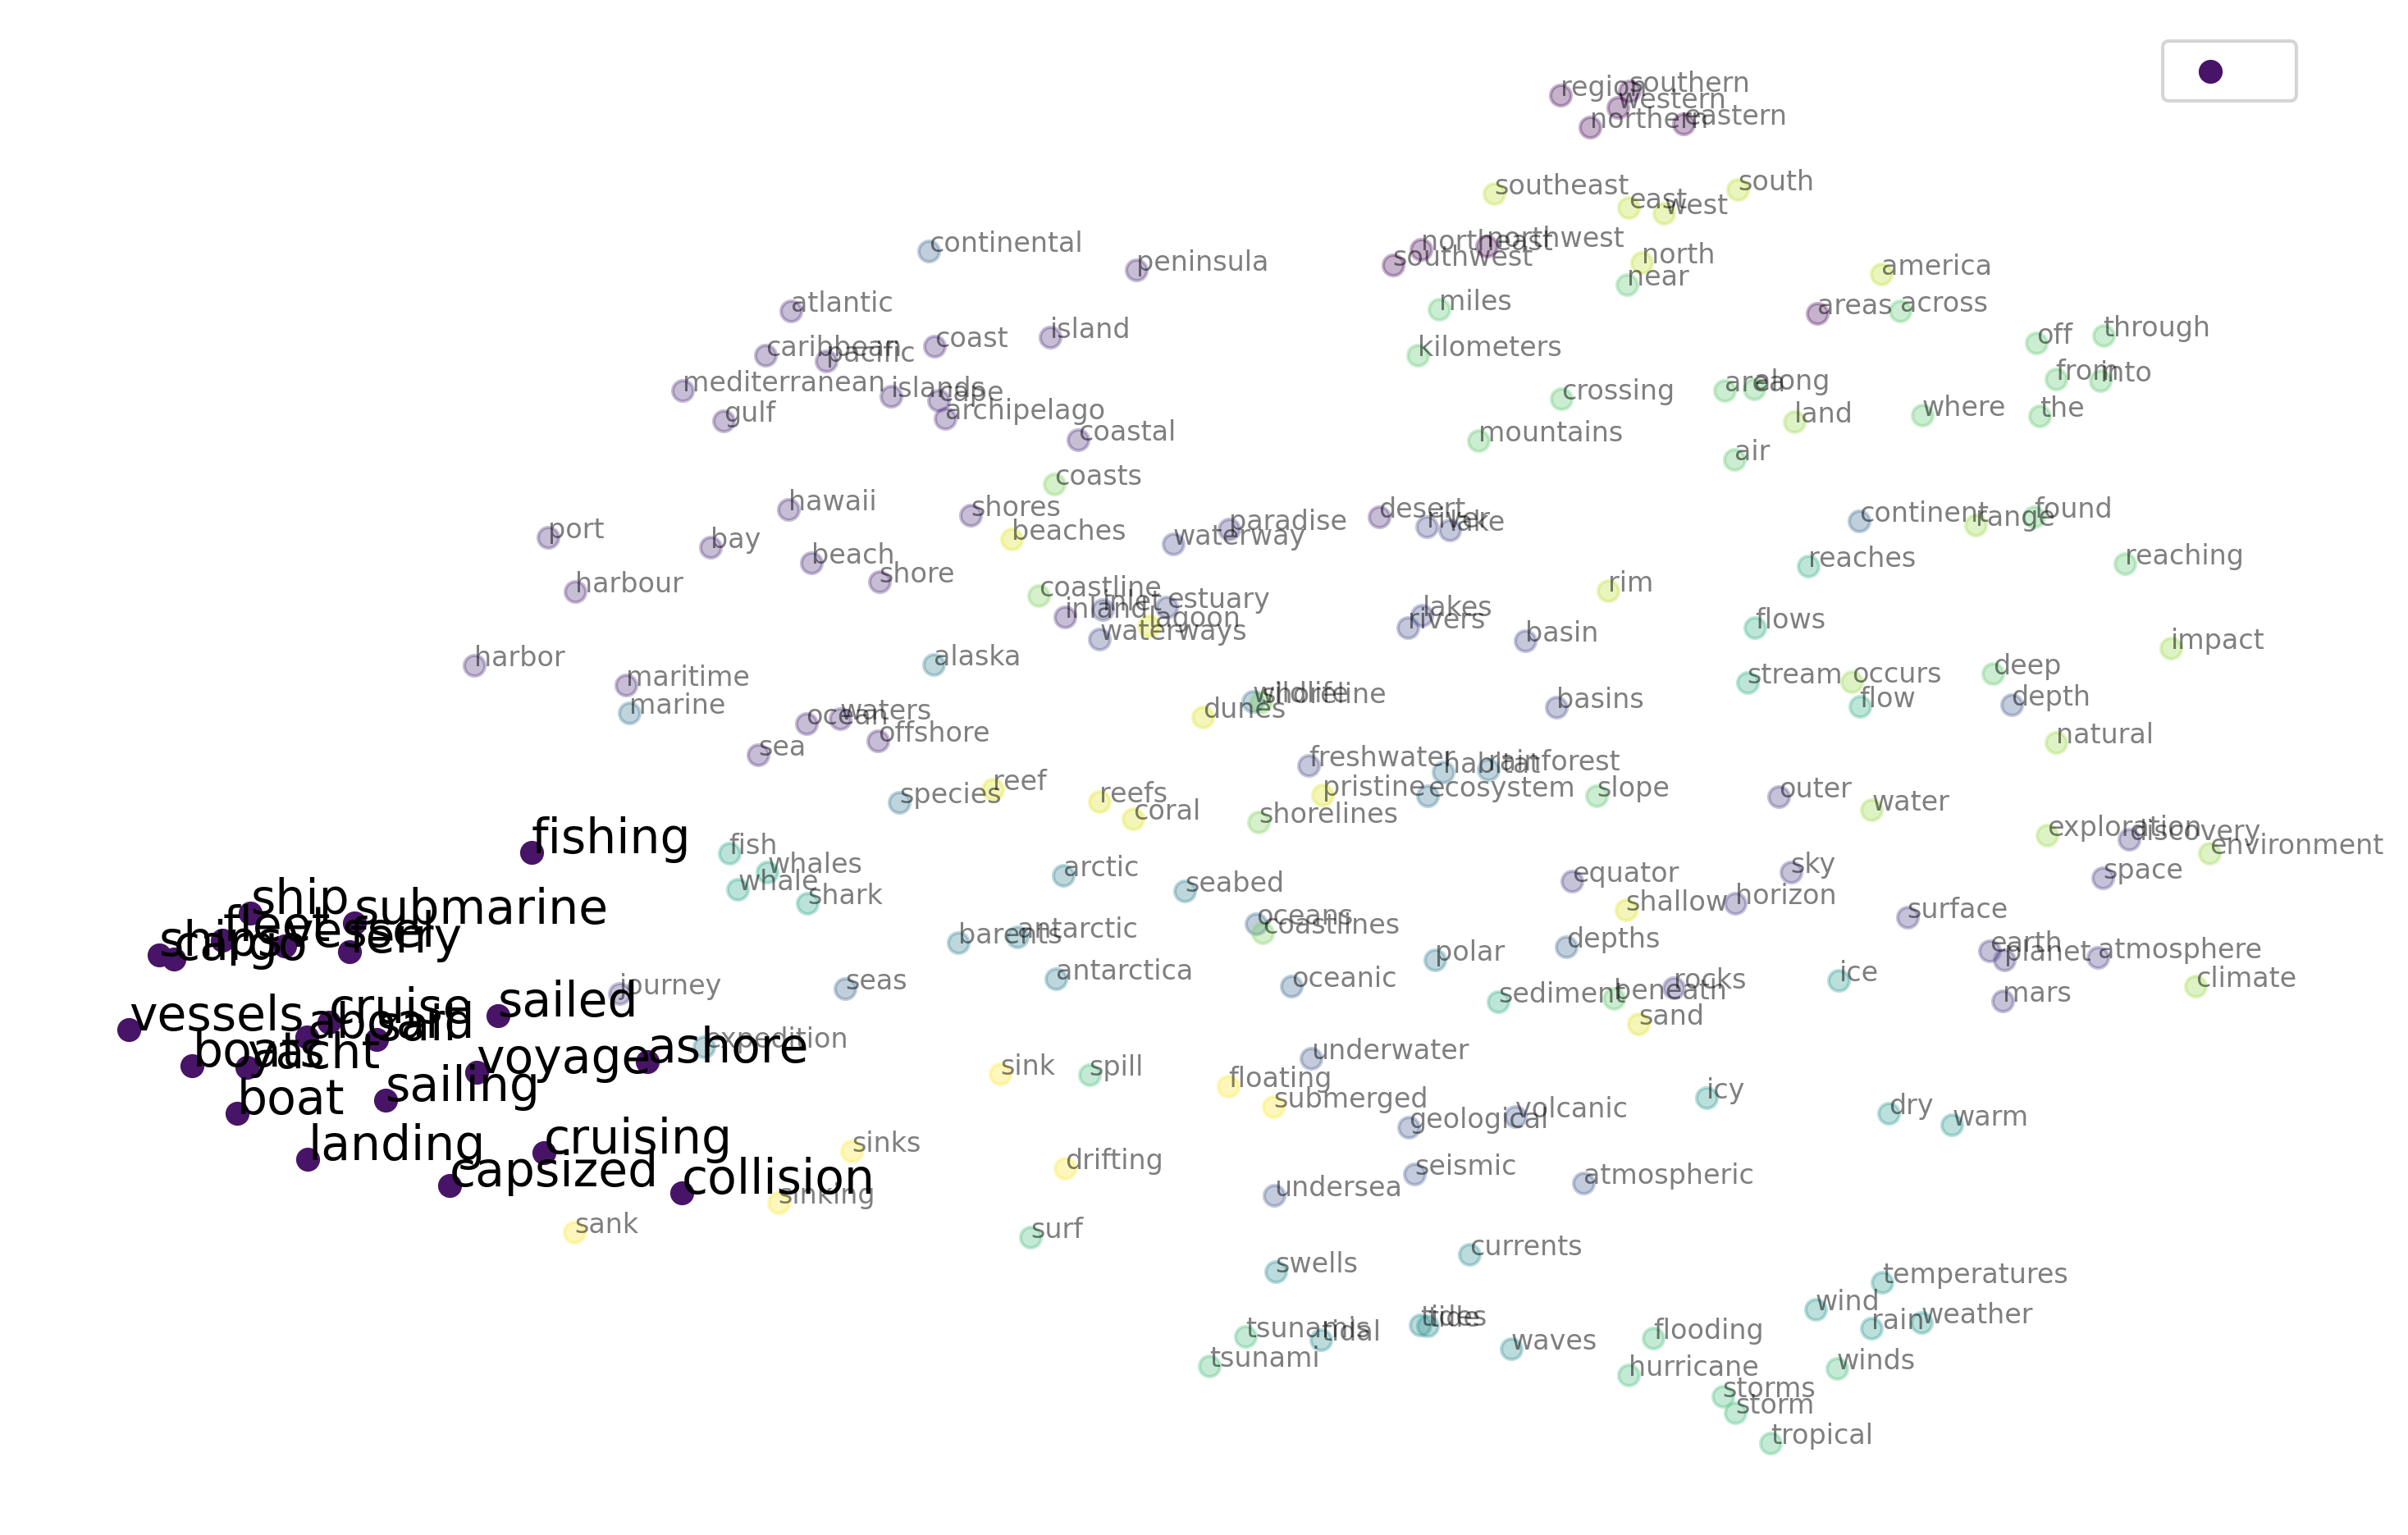 region
southern
western
northern
eastern
southeast
east
west
south
continental
peninsula
northeast
northwest
southwest
north
near
america
atlantic
island
miles
areas
across
caribbean
pacific
coast
kilometers
off
through
mediterranean
islands
cape
archipelago
crossing
area
along
from
into
gulf
coastal
mountains
land
where
the
air
coasts
hawaii
shores
beaches
paradise
waterway
desert
river
lake
continent
range
found
port
bay
beach
shore
reaches
reaching
harbour
coastline
inland
inlet
estuary
lagoon
waterways
lakes
rivers
rim
basin
flows
impact
harbor
maritime
marine
alaska
wildlife
shoreline
dunes
basins
stream
occurs
flow
deep
depth
ocean
waters
offshore
sea
natural
freshwater
habitat
rainforest
species
reef
reefs
coral
pristine
ecosystem
shorelines
slope
outer
water
exploration
discovery
environment
fishing
fish
whales
whale
shark
arctic
seabed
equator
sky
space
ship
submarine
fleet
vessel
ferry
ships
cargo
barents
antarctic
oceans
coastlines
shallow
horizon
surface
polar
depths
earth
planet
atmosphere
vessels
cruise
aboard
sail
sailed
journey
seas
antarctica
oceanic
sediment
beneath
rocks
sand
ice
mars
climate
boats
yacht
voyage
ashore
expedition
sink
spill
underwater
boat
sailing
floating
submerged
geological
volcanic
icy
dry
warm
landing
cruising
capsized
collision
sinks
sinking
drifting
undersea
seismic
atmospheric
sank
surf
swells
currents
temperatures
tsunamis
tidal
tides
tide
waves
flooding
wind
rain
weather
tsunami
hurricane
winds
storms
storm
tropical